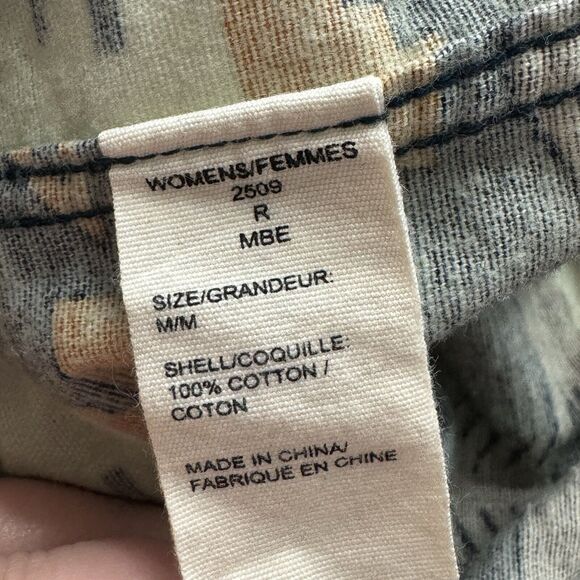 WOMENS/FEMMES
2509
R
MBE
SIZE/GRANDEUR:
M/M
SHELL/COQUILLE:
100% COTTON /
COTON
MADE IN CHINA/
FABRIQUE EN CHINE